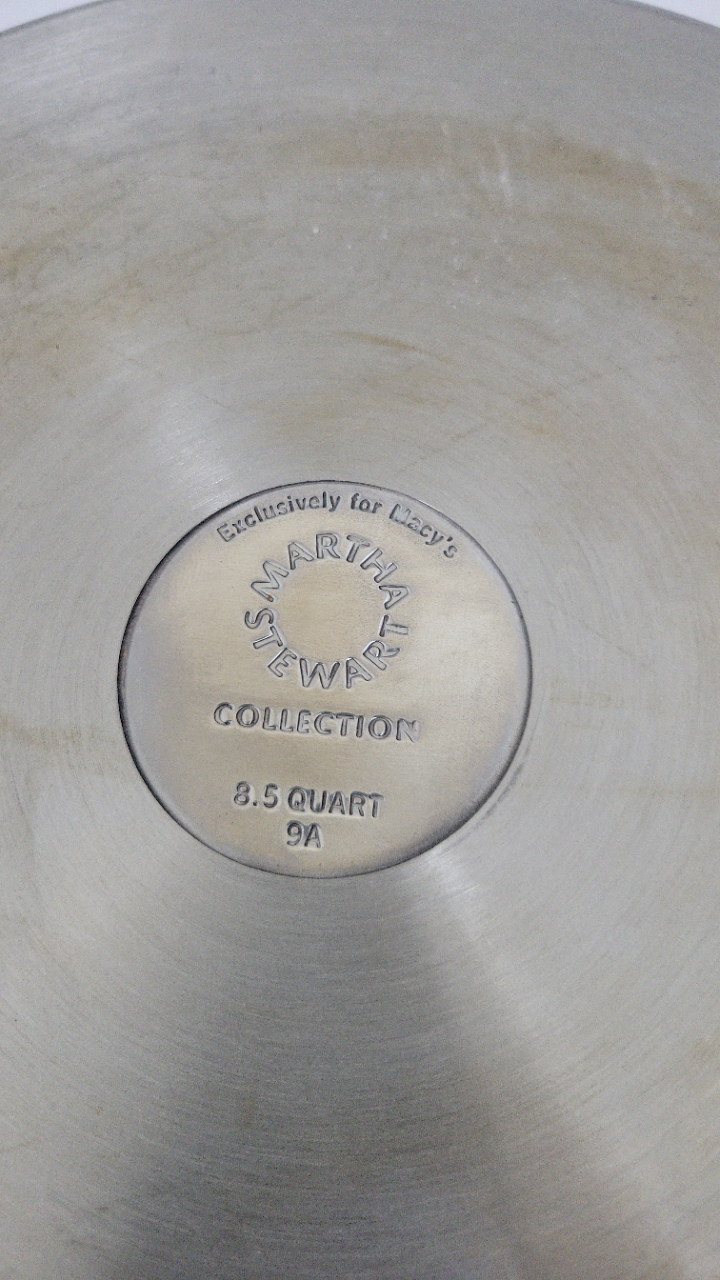 Exclusively for Macy's
MARTHA
STEWART
COLLECTION
8.5 QUART
9A